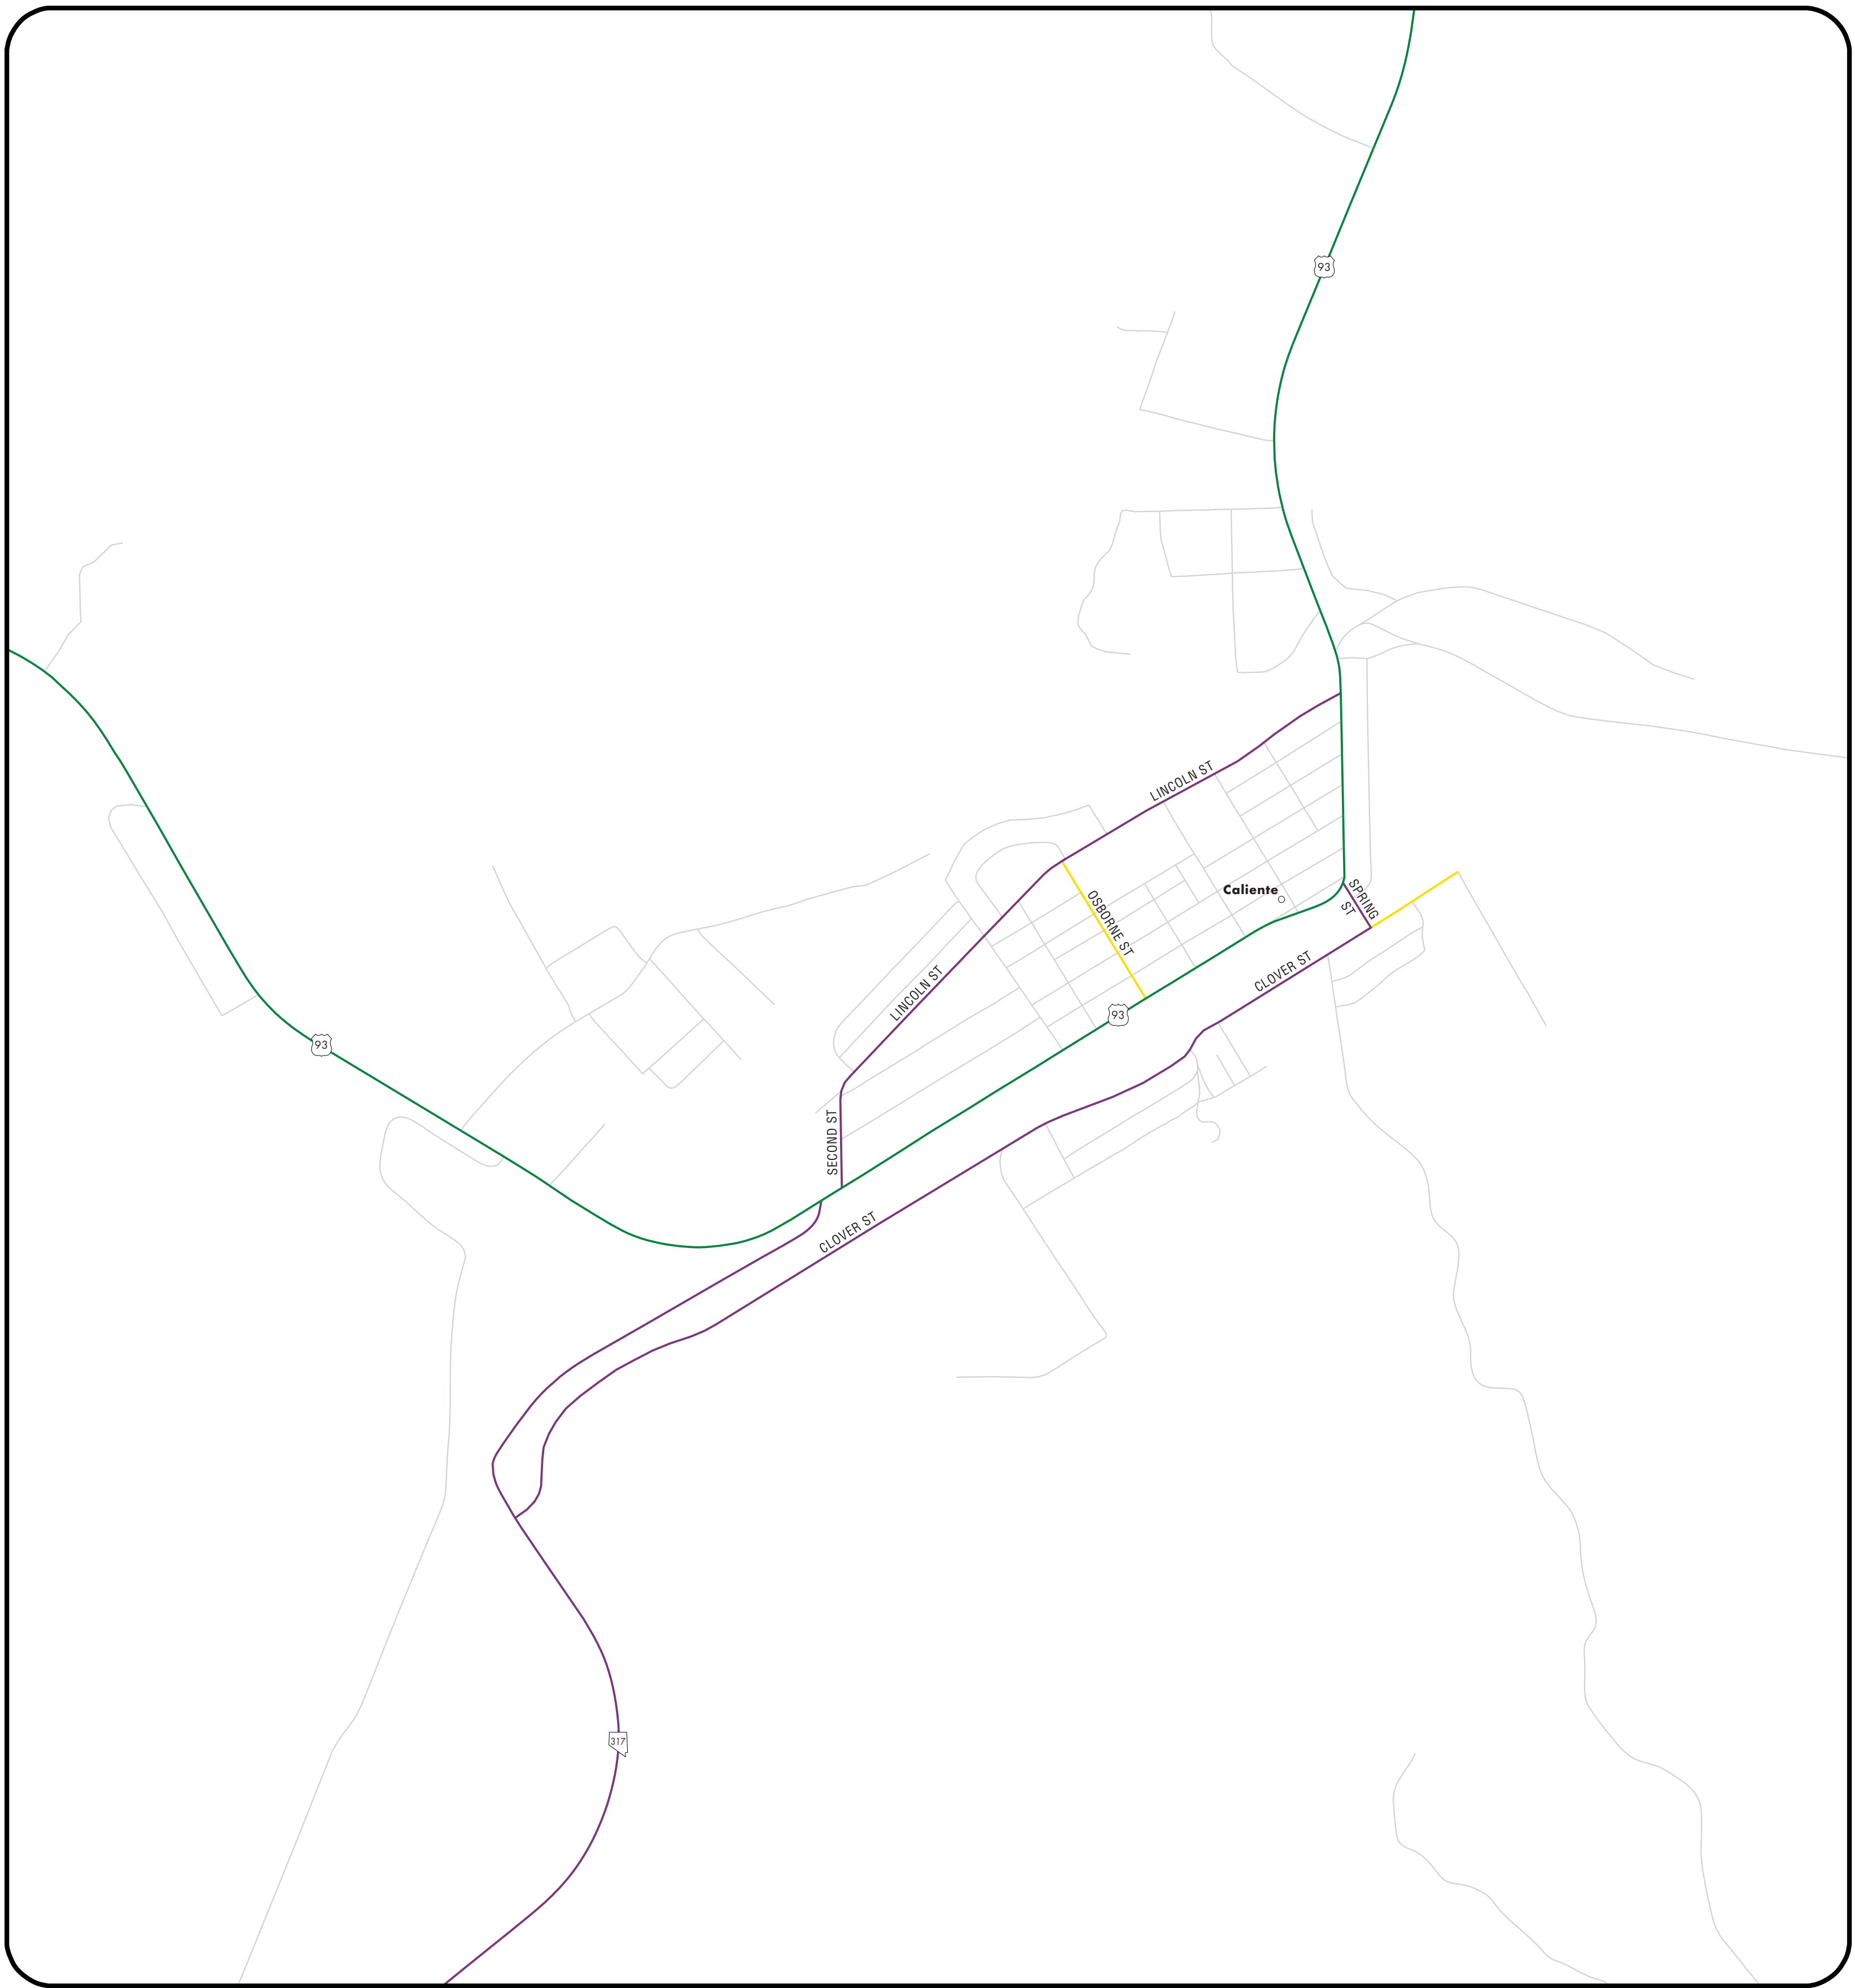 93
LINCOLN ST
Caliente
SPRING
ST
OSBORNE ST
CLOVER ST
LINCOLN ST
93
93
SECOND ST
CLOVER ST
317